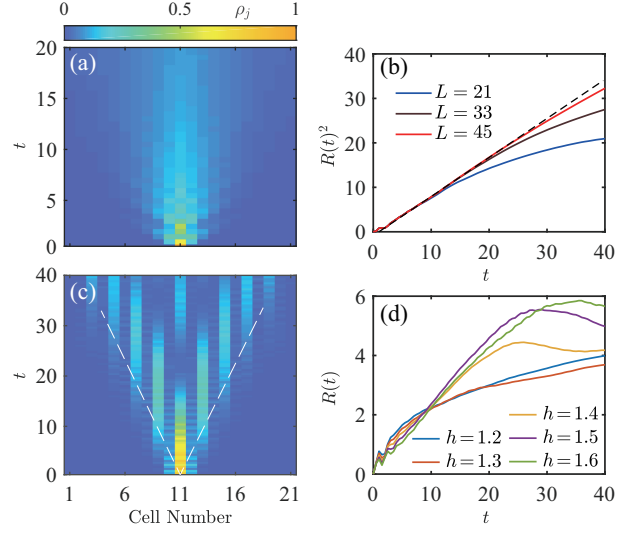 0 0.5 ρ_j 1
(a)
20
15
10
5
0
t
(b)
40
30
20
10
0
R(t)²
L = 21
L = 33
L = 45
0 10 20 30 40
t
(c)
40
30
20
10
0
t
1 6 11 16 21
Cell Number
(d)
6
4
2
0
R(t)
h = 1.2
h = 1.3
h = 1.4
h = 1.5
h = 1.6
0 10 20 30 40
t